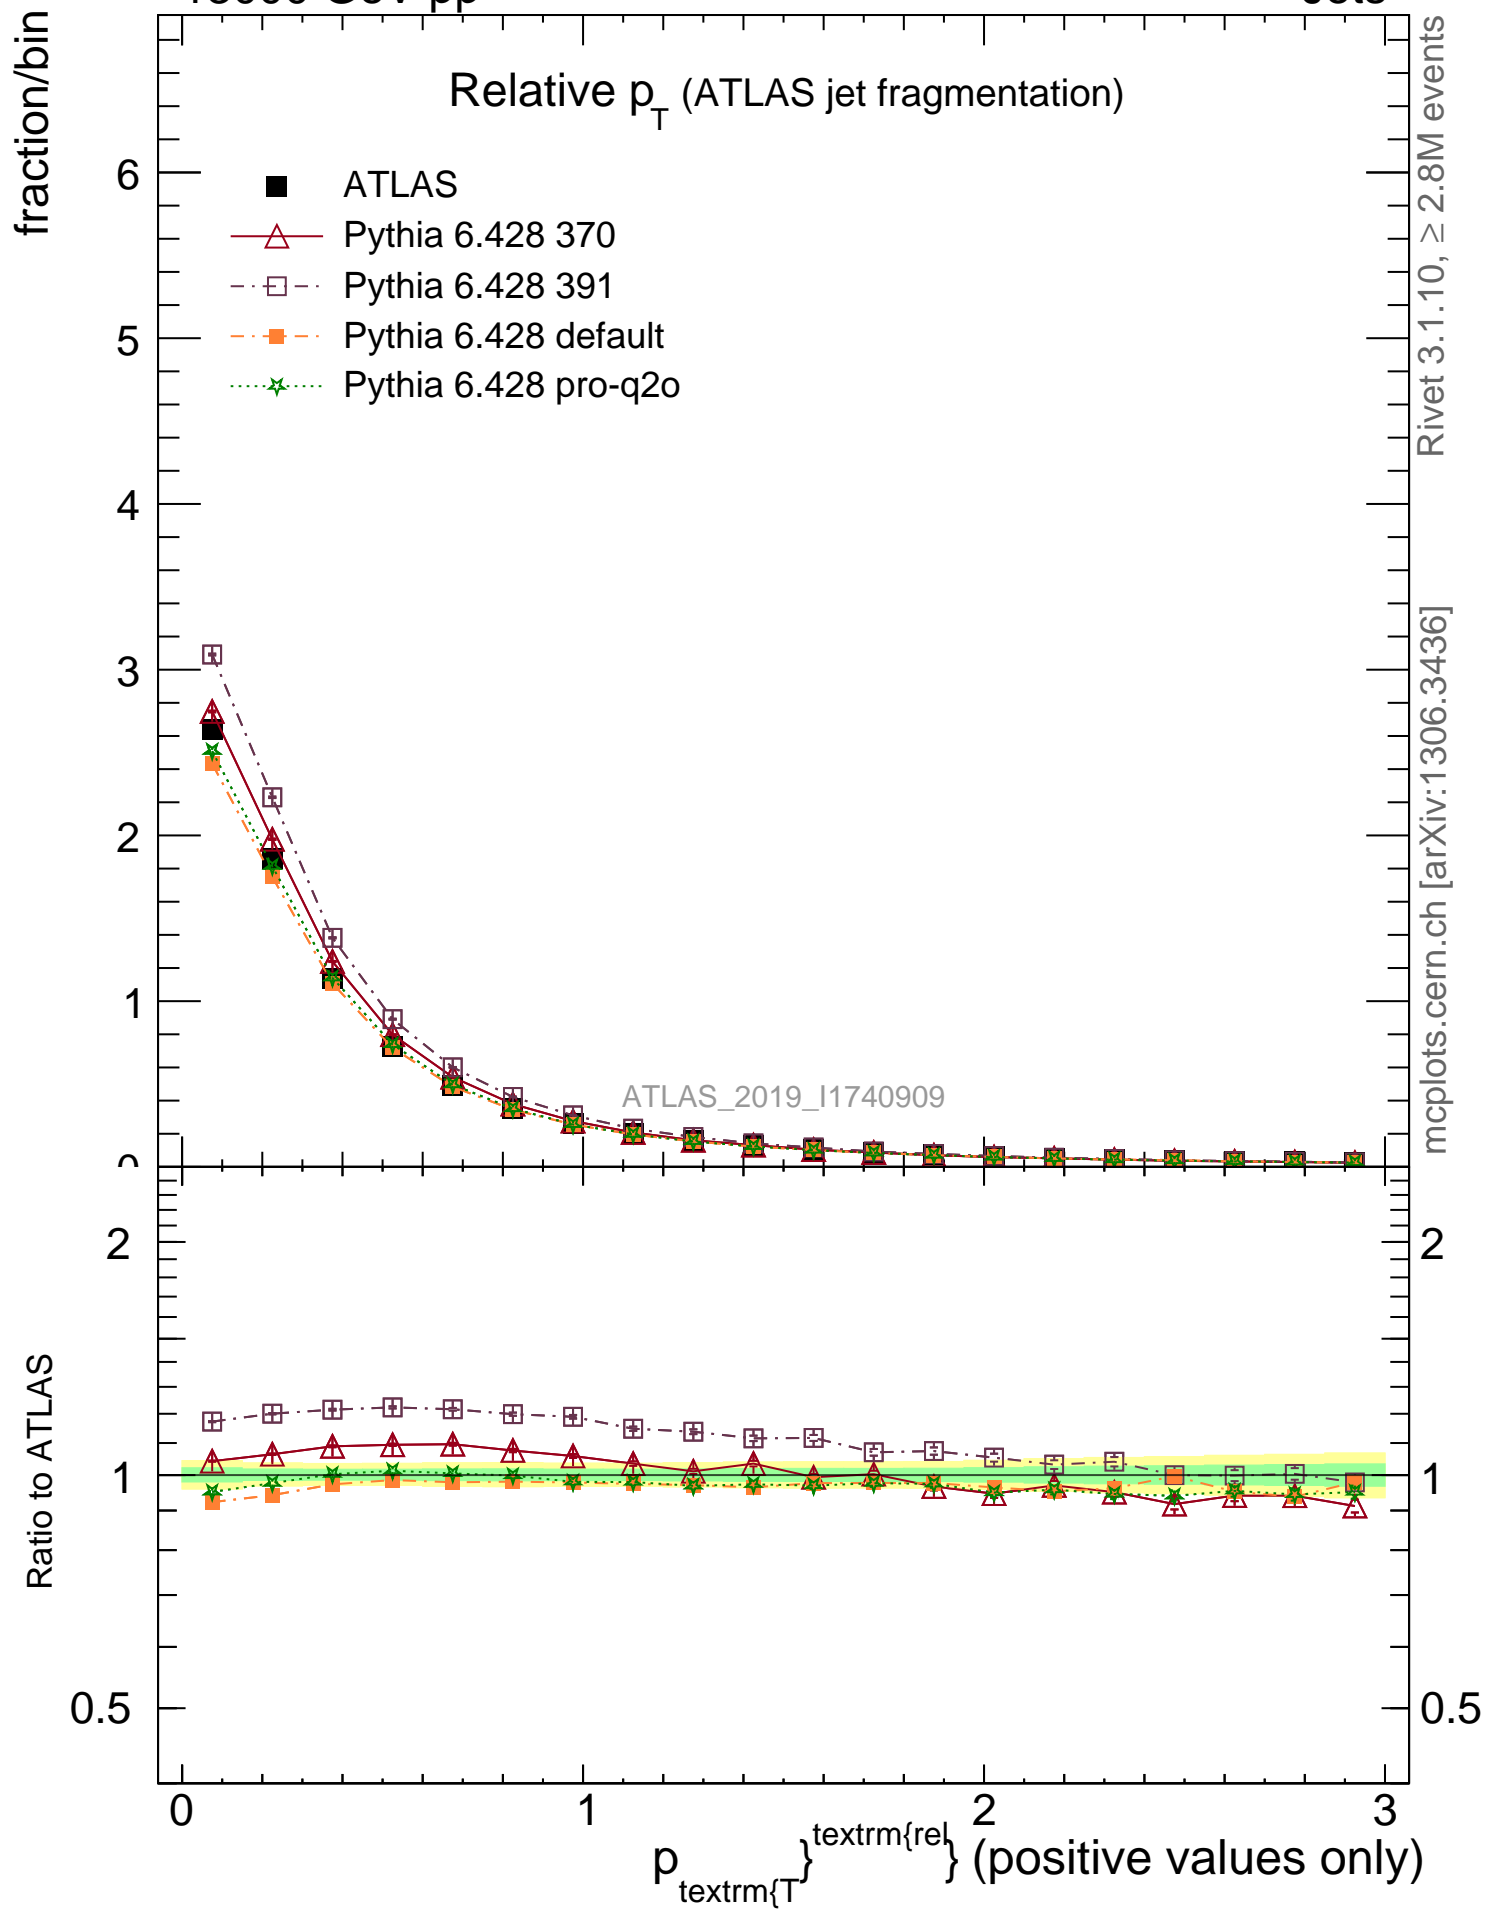 fraction/bin
Relative p_T (ATLAS jet fragmentation)
ATLAS
Pythia 6.428 370
Pythia 6.428 391
Pythia 6.428 default
Pythia 6.428 pro-q2o
6
5
4
3
2
1
0
ATLAS_2019_I1740909
Rivet 3.1.10, ≥ 2.8M events
mcplots.cern.ch [arXiv:1306.3436]
Ratio to ATLAS
2
1
0.5
2
1
0.5
0 1 2 3
p_textrm{T}^textrm{rel} (positive values only)